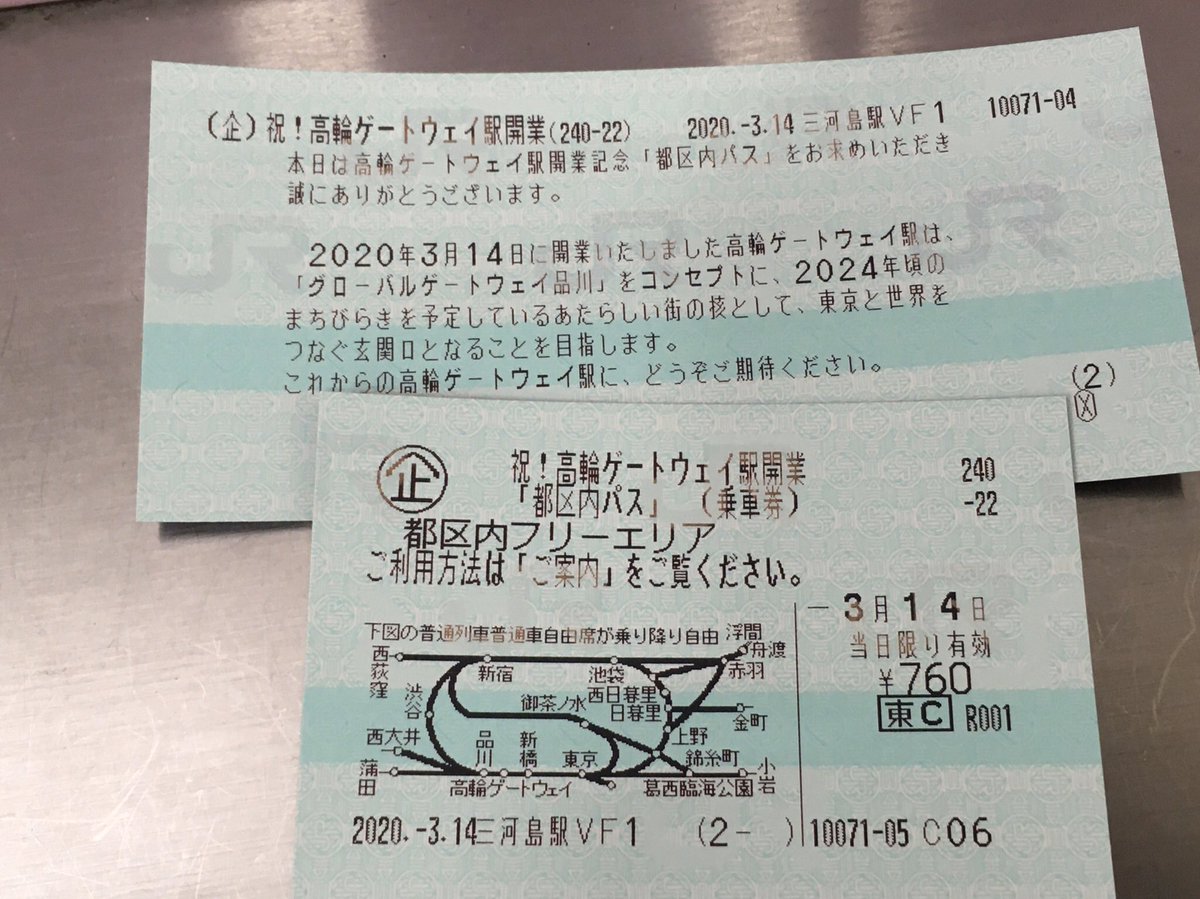 (企)祝！高輪ゲートウェイ駅開業(240-22) 2020.-3.14 三河島駅VF1 10071-04
本日は高輪ゲートウェイ駅開業記念「都区内パス」をお求めいただき
誠にありがとうございます。
2020年3月14日に開業いたしました高輪ゲートウェイ駅は、
「グローバルゲートウェイ品川」をコンセプトに、2024年頃の
まちびらきを予定しているあたらしい街の核として、東京と世界を
つなぐ玄関口となることを目指します。
これからの高輪ゲートウェイ駅に、どうぞご期待ください。
(2)
企 祝！高輪ゲートウェイ駅開業 240
「都区内パス」（乗車券） -22
都区内フリーエリア
ご利用方法は「ご案内」をご覧ください。
-3月14日
当日限り有効
¥760
東C R001
下図の普通列車普通車自由席が乗り降り自由
浮間舟渡
西荻窪
新宿
池袋
赤羽
渋谷
御茶ノ水
西日暮里
日暮里
金町
西大井
品川
新橋
東京
上野
錦糸町
蒲田
高輪ゲートウェイ
葛西臨海公園
小岩
2020.-3.14三河島駅VF1 (2- ) 10071-05 C06